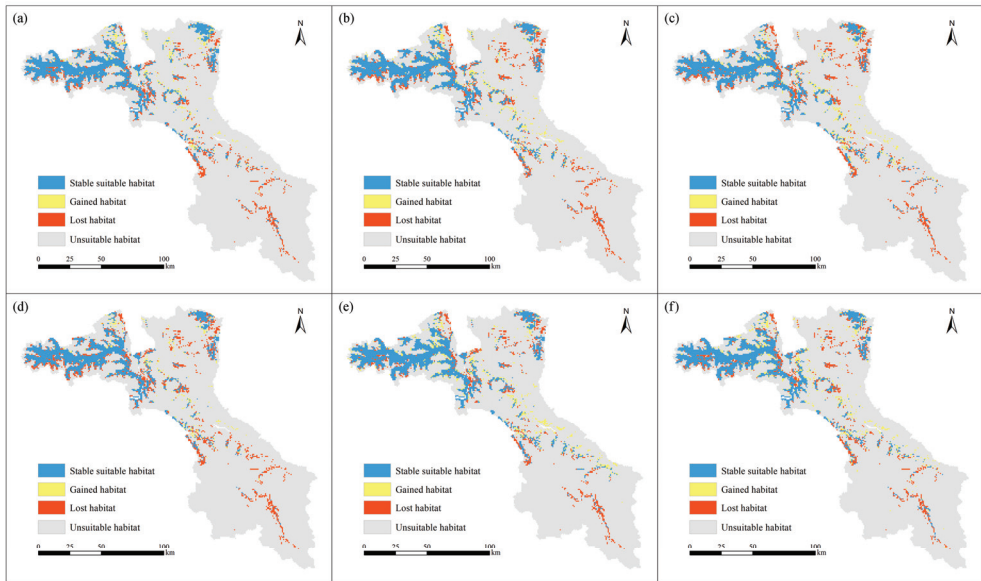 (a)
N
Stable suitable habitat
Gained habitat
Lost habitat
Unsuitable habitat
0 25 50 100
km
(b)
N
Stable suitable habitat
Gained habitat
Lost habitat
Unsuitable habitat
0 25 50 100
km
(c)
N
Stable suitable habitat
Gained habitat
Lost habitat
Unsuitable habitat
0 25 50 100
km
(d)
N
Stable suitable habitat
Gained habitat
Lost habitat
Unsuitable habitat
0 25 50 100
km
(e)
N
Stable suitable habitat
Gained habitat
Lost habitat
Unsuitable habitat
0 25 50 100
km
(f)
N
Stable suitable habitat
Gained habitat
Lost habitat
Unsuitable habitat
0 25 50 100
km